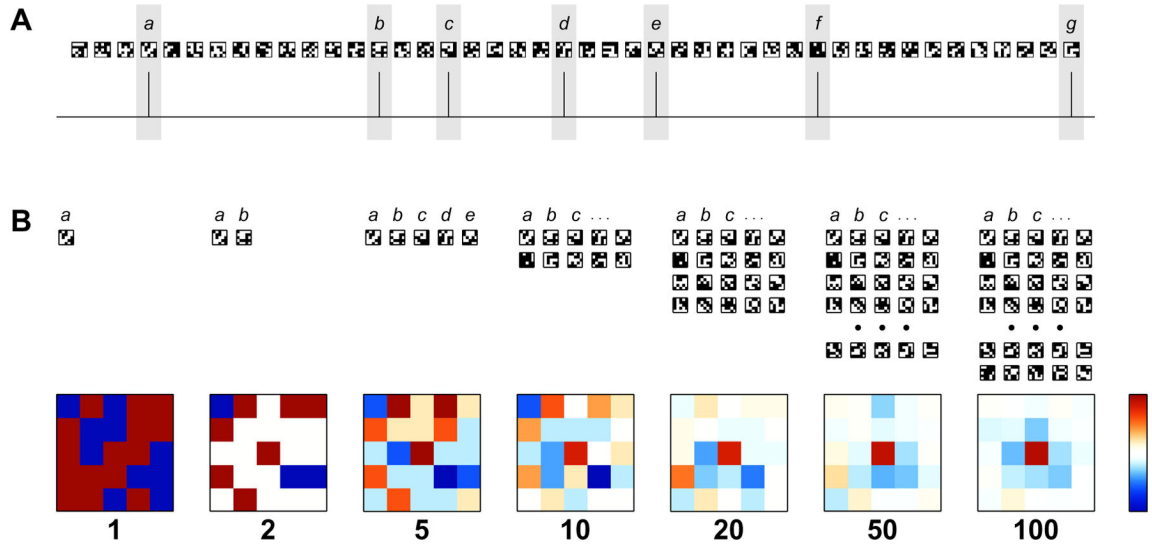 A
a b c d e f g
B
a
a b
a b c d e
a b c ...
a b c ...
a b c ...
a b c ...
1 2 5 10 20 50 100